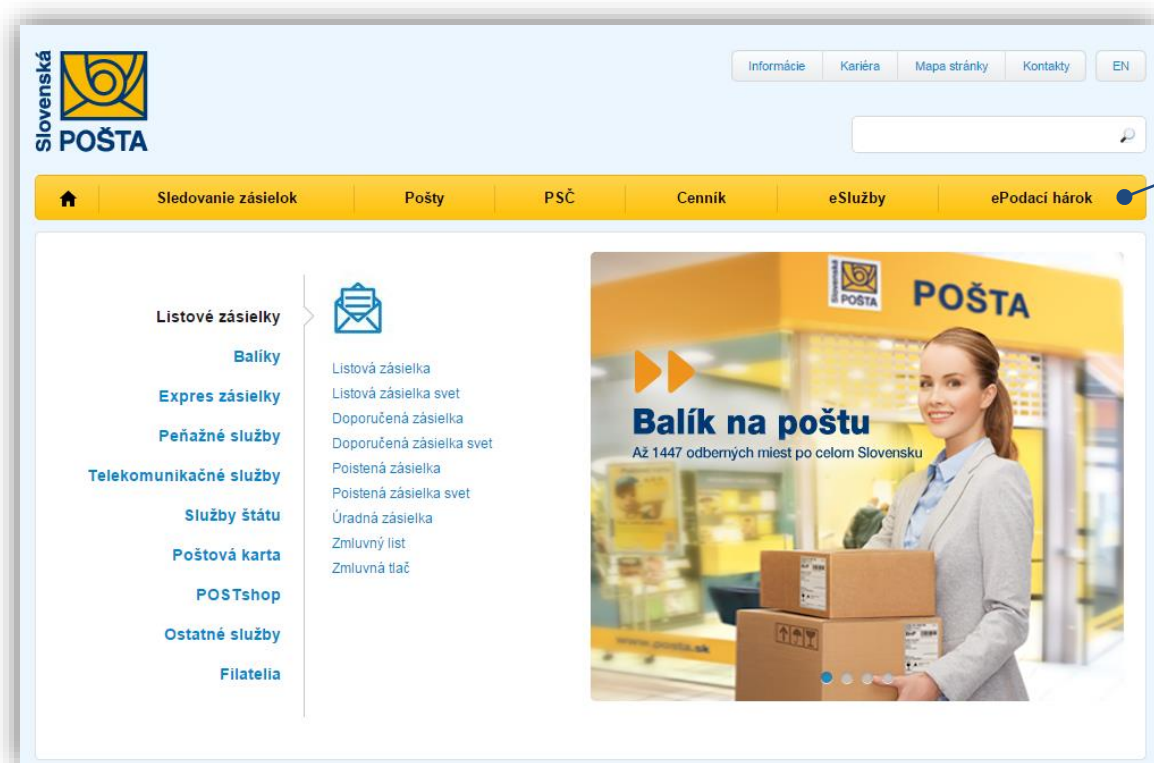 Slovenská
POŠTA
Informácie Kariéra Mapa stránky Kontakty EN
Sledovanie zásielok Pošty PSČ Cenník eSlužby ePodací hárok
Listové zásielky
Balíky
Expres zásielky
Peňažné služby
Telekomunikačné služby
Služby štátu
Poštová karta
POSTshop
Ostatné služby
Filatelia
Listová zásielka
Listová zásielka svet
Doporučená zásielka
Doporučená zásielka svet
Poistená zásielka
Poistená zásielka svet
Úradná zásielka
Zmluvný list
Zmluvná tlač
Slovenská
POŠTA
POŠTA
Balík na poštu
Až 1447 odberných miest po celom Slovensku
www.posta.sk